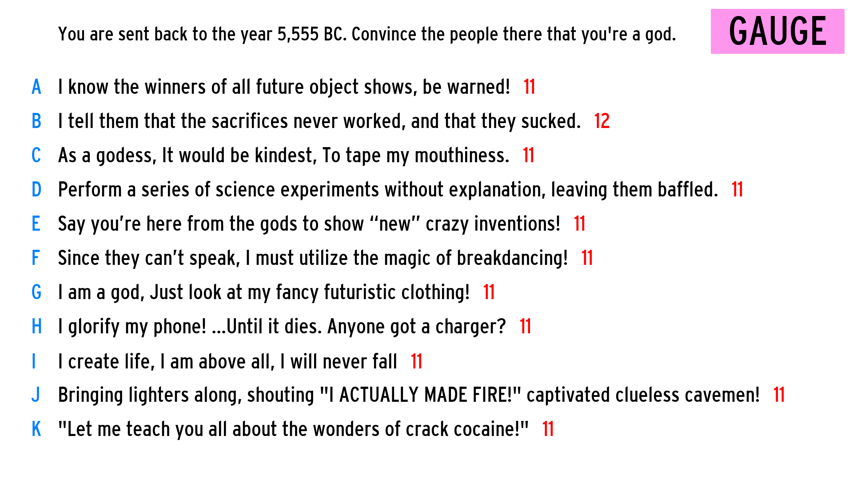 You are sent back to the year 5,555 BC. Convince the people there that you're a god.
GAUGE
A I know the winners of all future object shows, be warned! 11
B I tell them that the sacrifices never worked, and that they sucked. 12
C As a godess, It would be kindest, To tape my mouthiness. 11
D Perform a series of science experiments without explanation, leaving them baffled. 11
E Say you’re here from the gods to show “new” crazy inventions! 11
F Since they can’t speak, I must utilize the magic of breakdancing! 11
G I am a god, Just look at my fancy futuristic clothing! 11
H I glorify my phone! ...Until it dies. Anyone got a charger? 11
I I create life, I am above all, I will never fall 11
J Bringing lighters along, shouting "I ACTUALLY MADE FIRE!" captivated clueless cavemen! 11
K "Let me teach you all about the wonders of crack cocaine!" 11